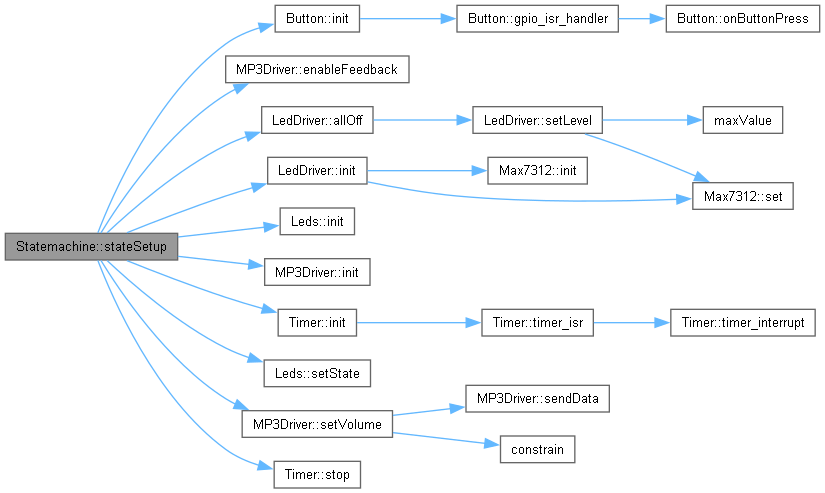 Button::init
Button::gpio_isr_handler
Button::onButtonPress
MP3Driver::enableFeedback
LedDriver::allOff
LedDriver::setLevel
maxValue
LedDriver::init
Max7312::init
Max7312::set
Leds::init
Statemachine::stateSetup
MP3Driver::init
Timer::init
Timer::timer_isr
Timer::timer_interrupt
Leds::setState
MP3Driver::sendData
MP3Driver::setVolume
constrain
Timer::stop